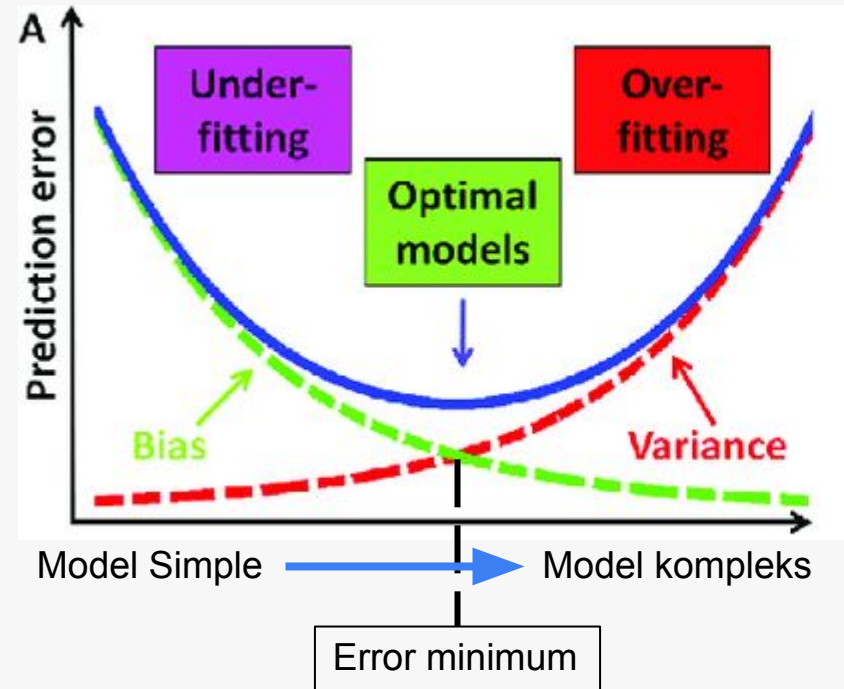 A
Under-
fitting
Over-
fitting
Optimal
models
Prediction error
Bias
Variance
Model Simple
Model kompleks
Error minimum